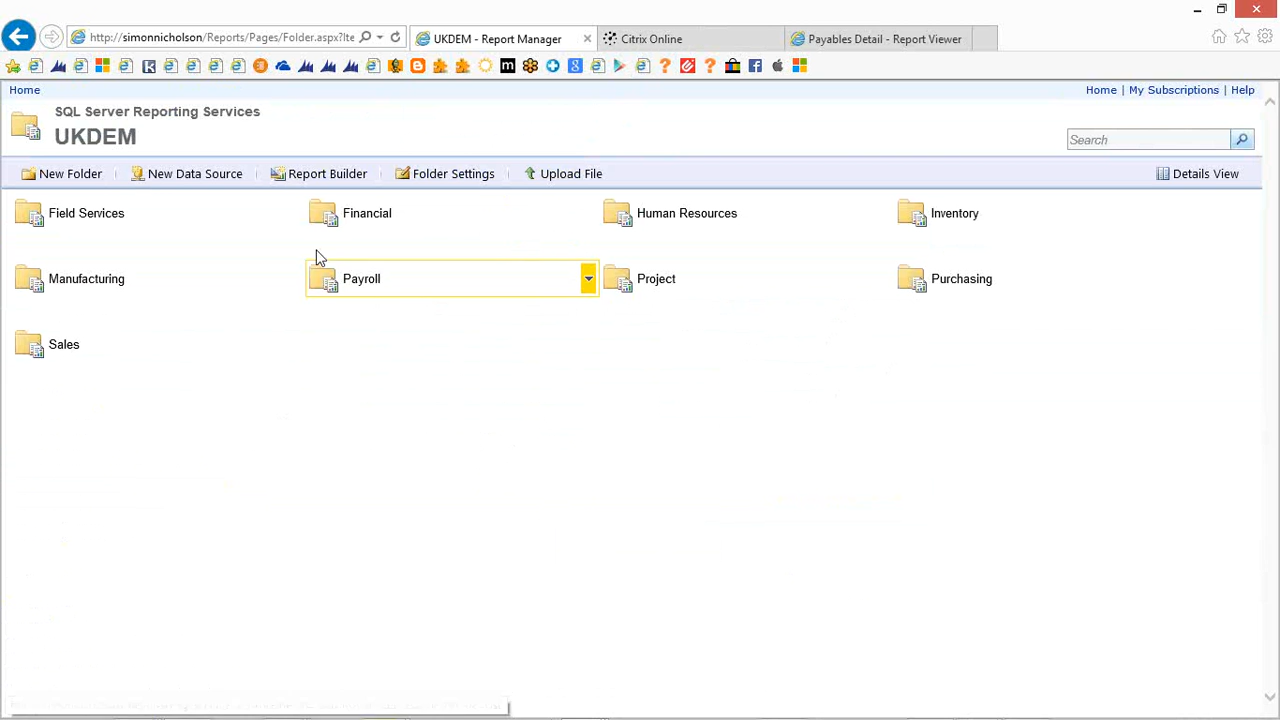 http://simonnicholson/Reports/Pages/Folder.aspx?Ite
UKDEM - Report Manager
Citrix Online
Payables Detail - Report Viewer
Home
Home | My Subscriptions | Help
SQL Server Reporting Services
UKDEM
Search
New Folder
New Data Source
Report Builder
Folder Settings
Upload File
Details View
Field Services
Financial
Human Resources
Inventory
Manufacturing
Payroll
Project
Purchasing
Sales